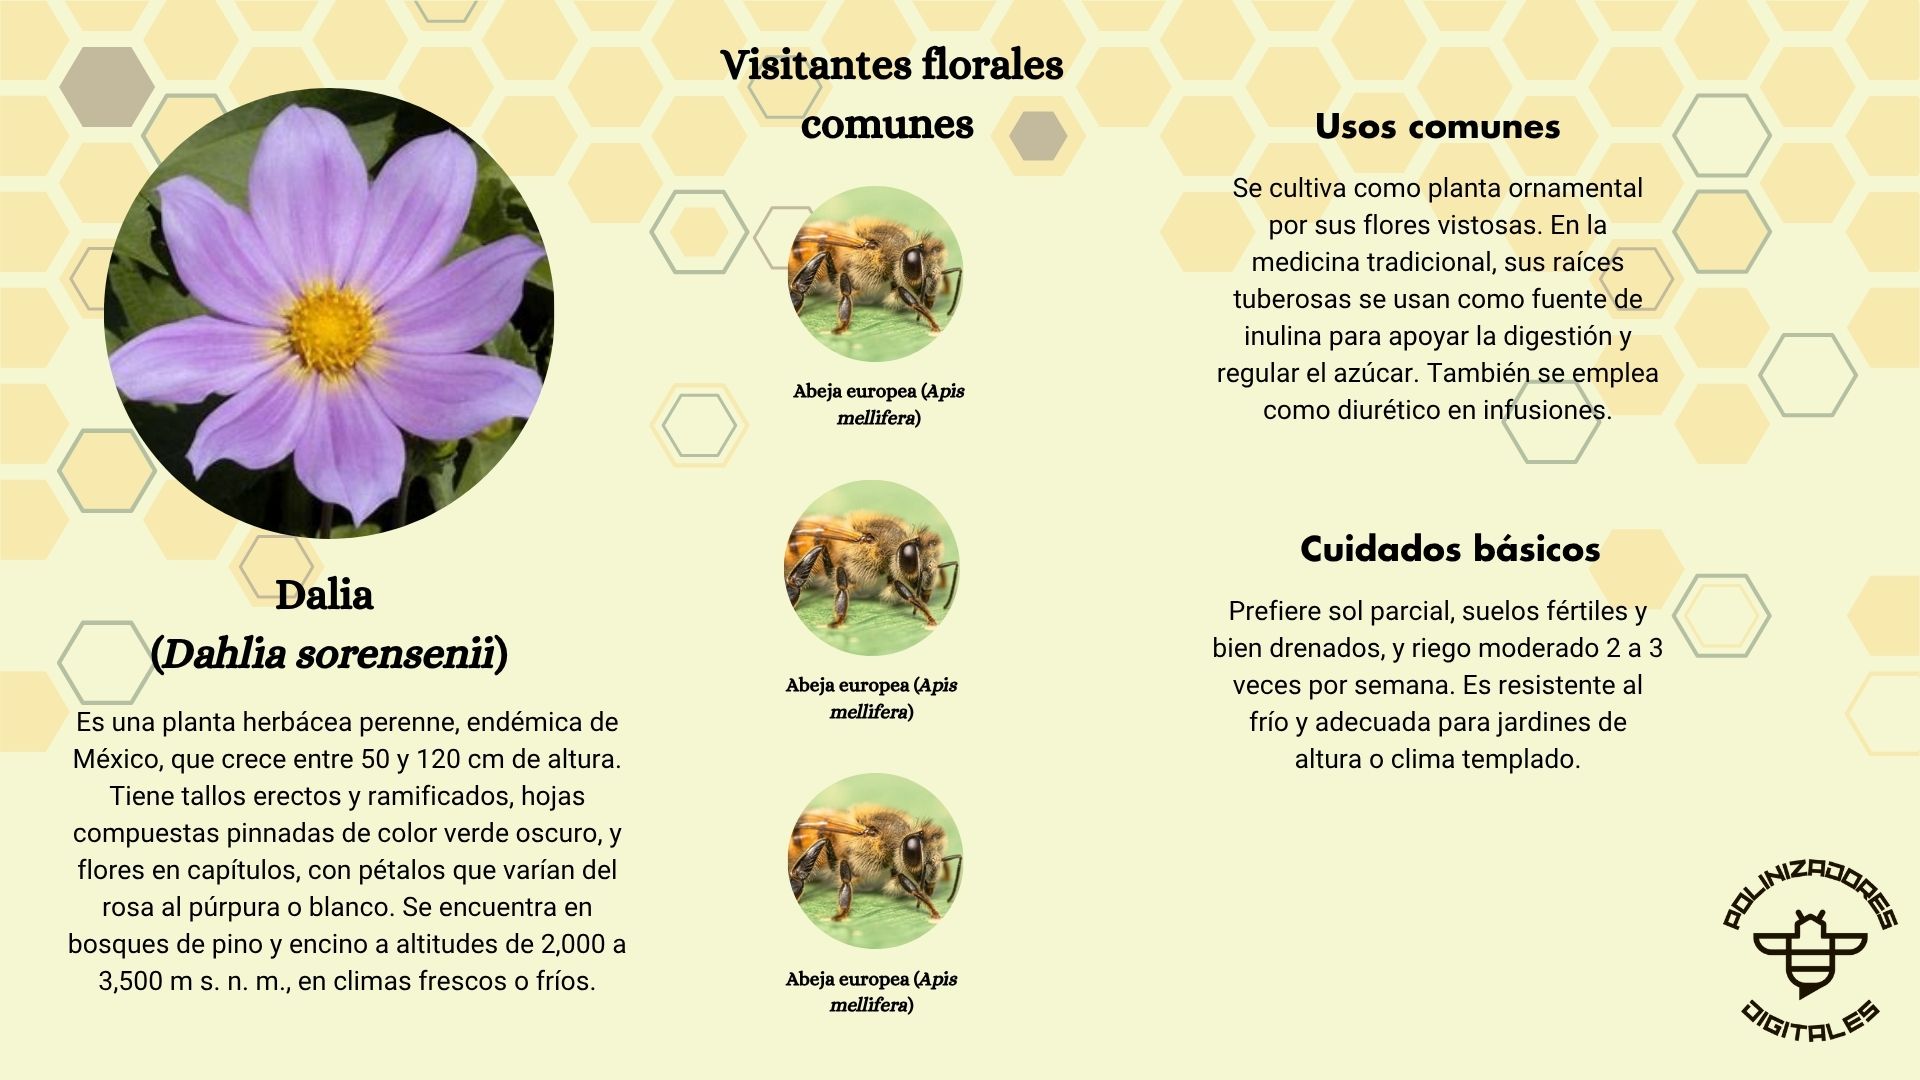 Dalia
(Dahlia sorensenii)
Es una planta herbácea perenne, endémica de
México, que crece entre 50 y 120 cm de altura.
Tiene tallos erectos y ramificados, hojas
compuestas pinnadas de color verde oscuro, y
flores en capítulos, con pétalos que varían del
rosa al púrpura o blanco. Se encuentra en
bosques de pino y encino a altitudes de 2,000 a
3,500 m s. n. m., en climas frescos o fríos.
Visitantes florales
comunes
Abeja europea (Apis
mellifera)
Abeja europea (Apis
mellifera)
Abeja europea (Apis
mellifera)
Usos comunes
Se cultiva como planta ornamental
por sus flores vistosas. En la
medicina tradicional, sus raíces
tuberosas se usan como fuente de
inulina para apoyar la digestión y
regular el azúcar. También se emplea
como diurético en infusiones.
Cuidados básicos
Prefiere sol parcial, suelos fértiles y
bien drenados, y riego moderado 2 a 3
veces por semana. Es resistente al
frío y adecuada para jardines de
altura o clima templado.
POLINIZADORES
DIGITALES